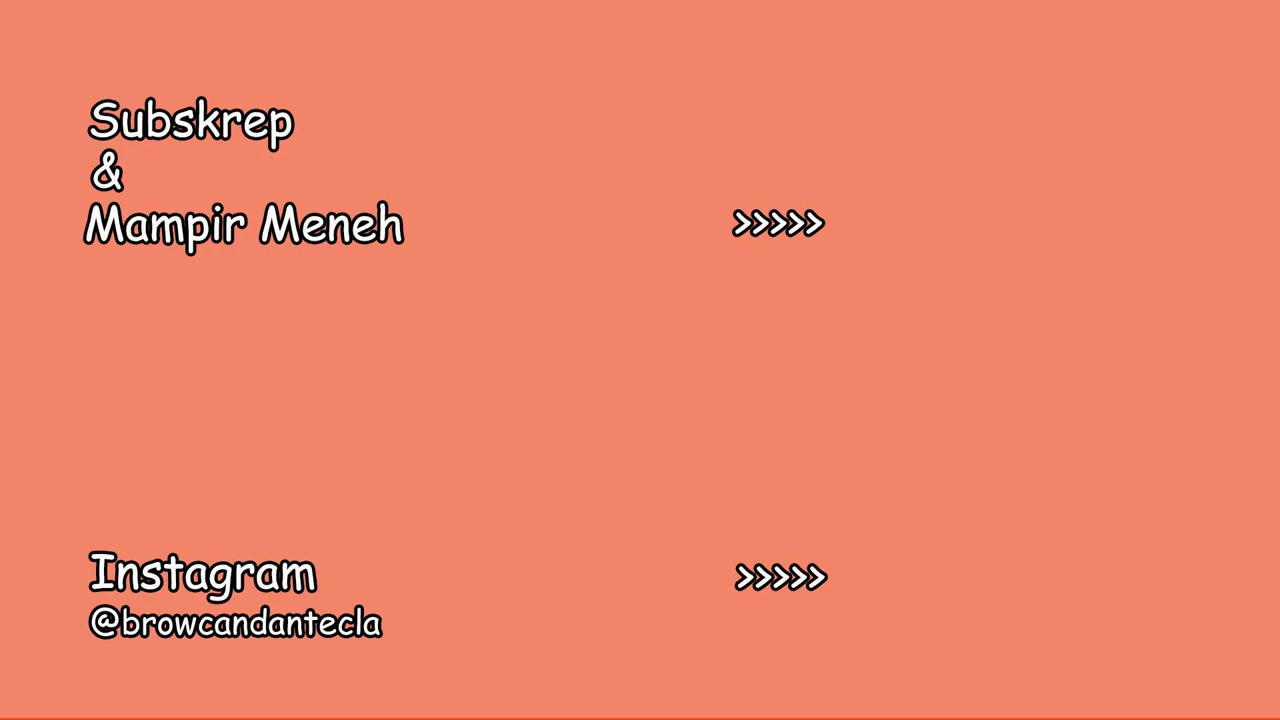 Subskrep
&
Mampir Meneh
>>>>>
Instagram
>>>>>
@browcandantecla